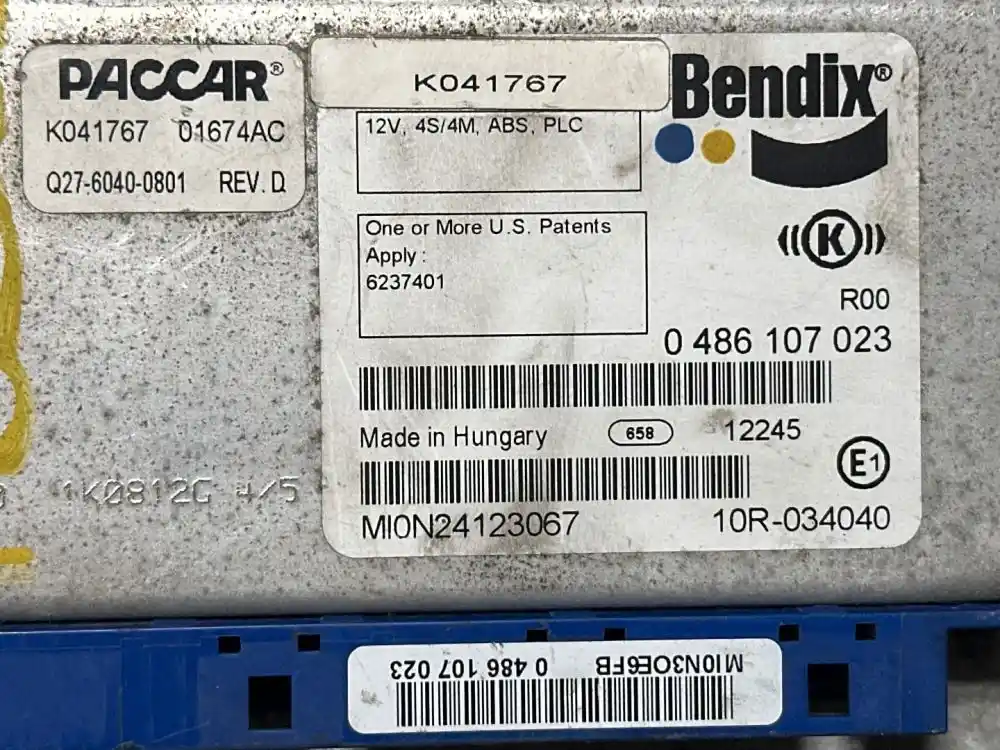 PACCAR®
K041767 01674AC
Q27-6040-0801 REV. D
K041767
Bendix®
12V, 4S/4M, ABS, PLC
One or More U.S. Patents
Apply :
6237401
K
R00
0 486 107 023
Made in Hungary 658 12245
E1
MI0N24123067 10R-034040
1K0812G 4/5
MI0N3OE6FB 0 486 107 023